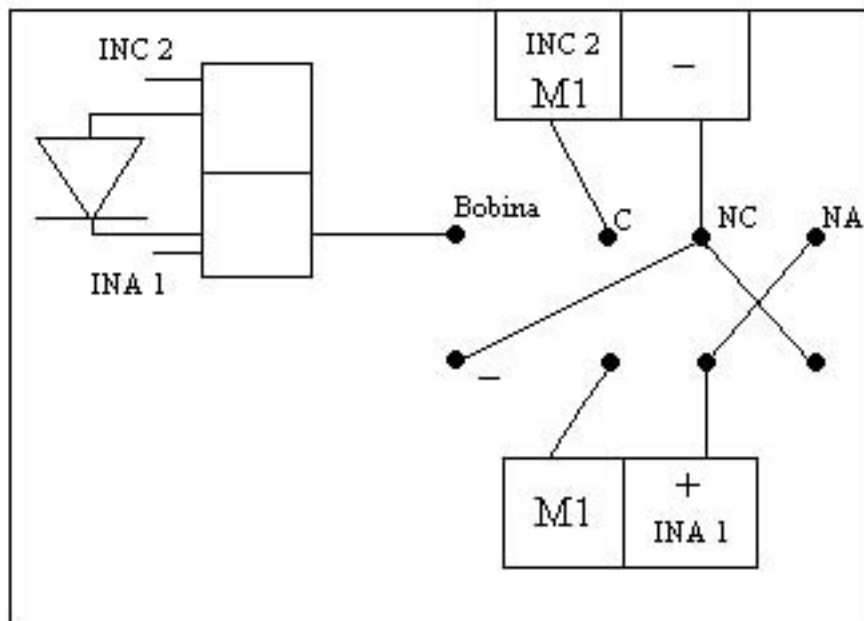 INC 2
INC 2
M1
–
Bobina
C
NC
NA
INA 1
–
M1
+
INA 1